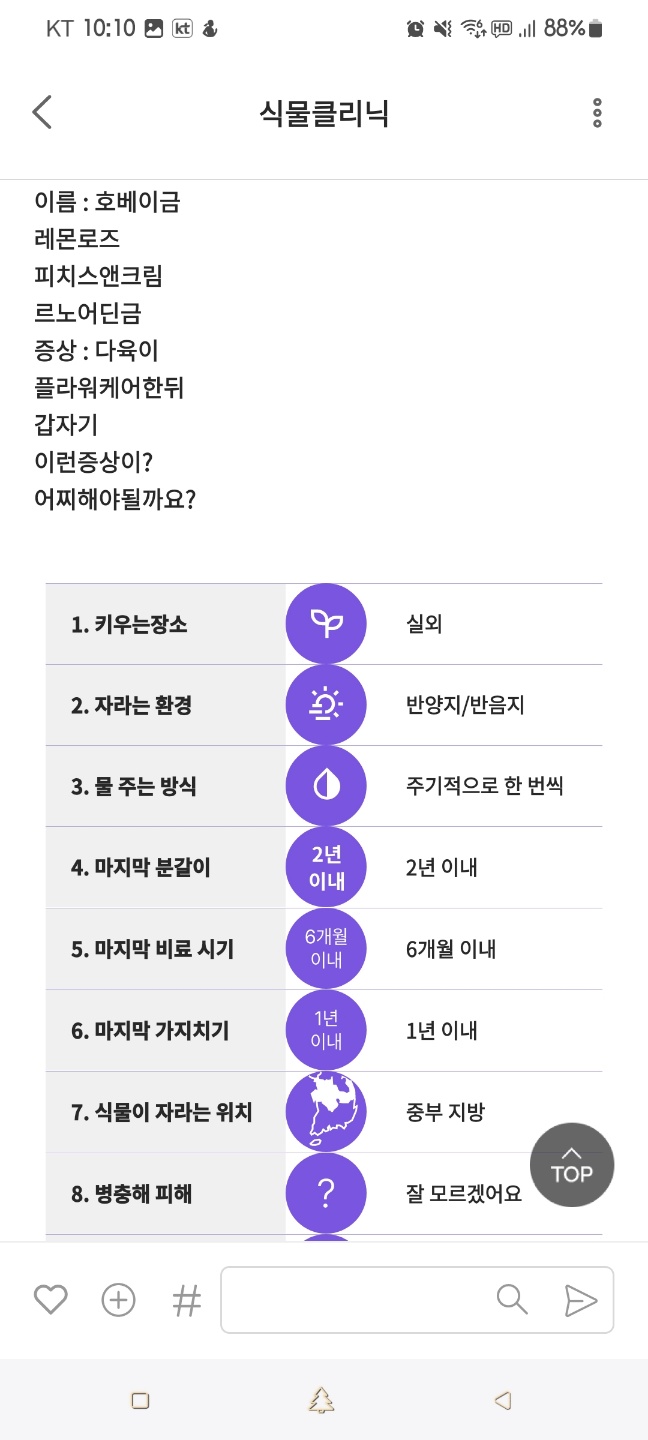 KT 10:10 kt HD 88%
식물클리닉
이름 : 호베이금
레몬로즈
피치스앤크림
르노어딘금
증상 : 다육이
플라워케어한뒤
갑자기
이런증상이?
어찌해야될까요?
1. 키우는장소 실외
2. 자라는 환경 반양지/반음지
3. 물 주는 방식 주기적으로 한 번씩
4. 마지막 분갈이 2년 이내 2년 이내
5. 마지막 비료 시기 6개월 이내 6개월 이내
6. 마지막 가지치기 1년 이내 1년 이내
7. 식물이 자라는 위치 중부 지방
8. 병충해 피해 ? 잘 모르겠어요
TOP
#